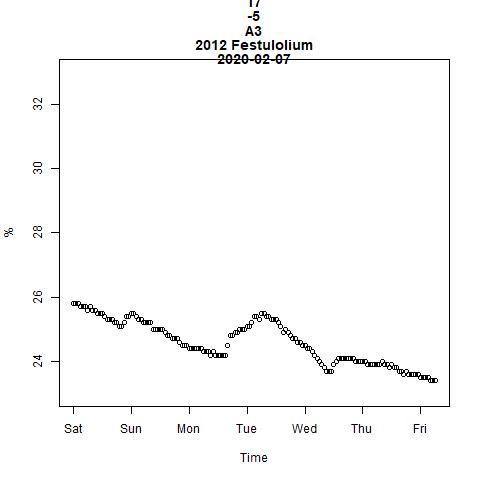 17
-5
A3
2012 Festulolium
2020-02-07
%
32
30
28
26
24
Sat Sun Mon Tue Wed Thu Fri
Time